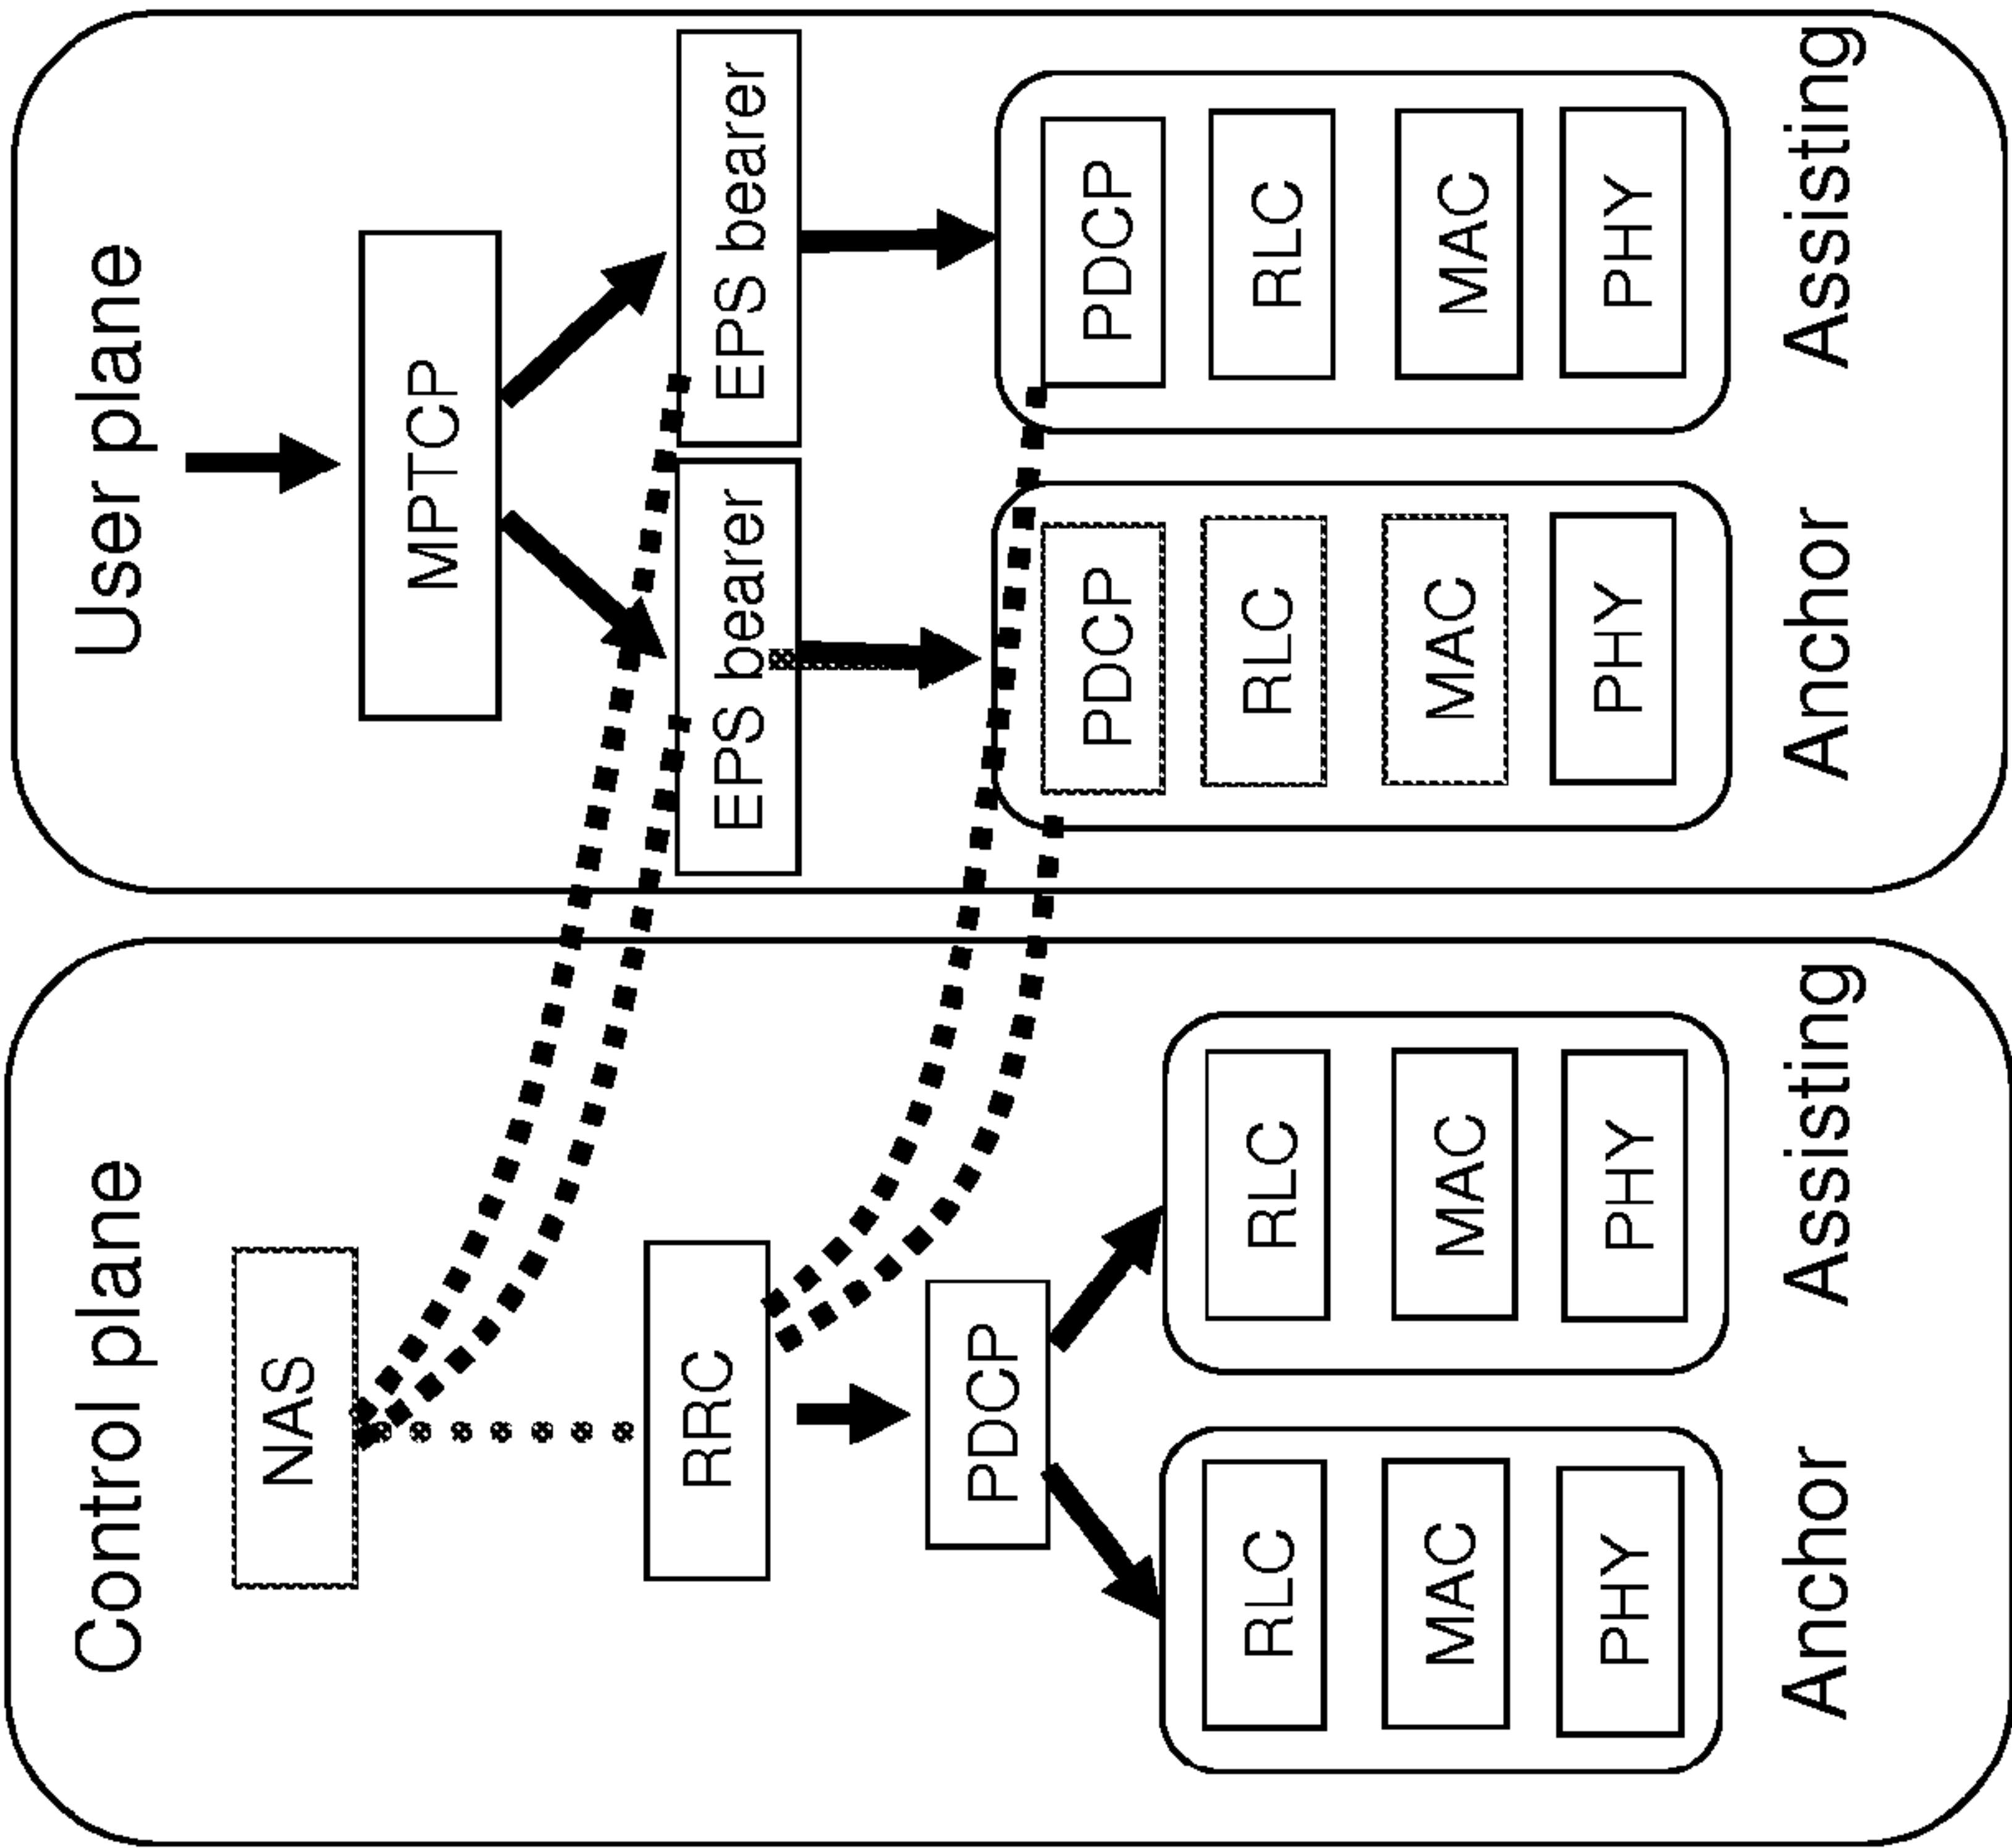 Control plane
NAS
RRC
PDCP
RLC
MAC
PHY
Anchor
RLC
MAC
PHY
Assisting
User plane
MPTCP
EPS bearer
EPS bearer
PDCP
RLC
MAC
PHY
Anchor
PDCP
RLC
MAC
PHY
Assisting